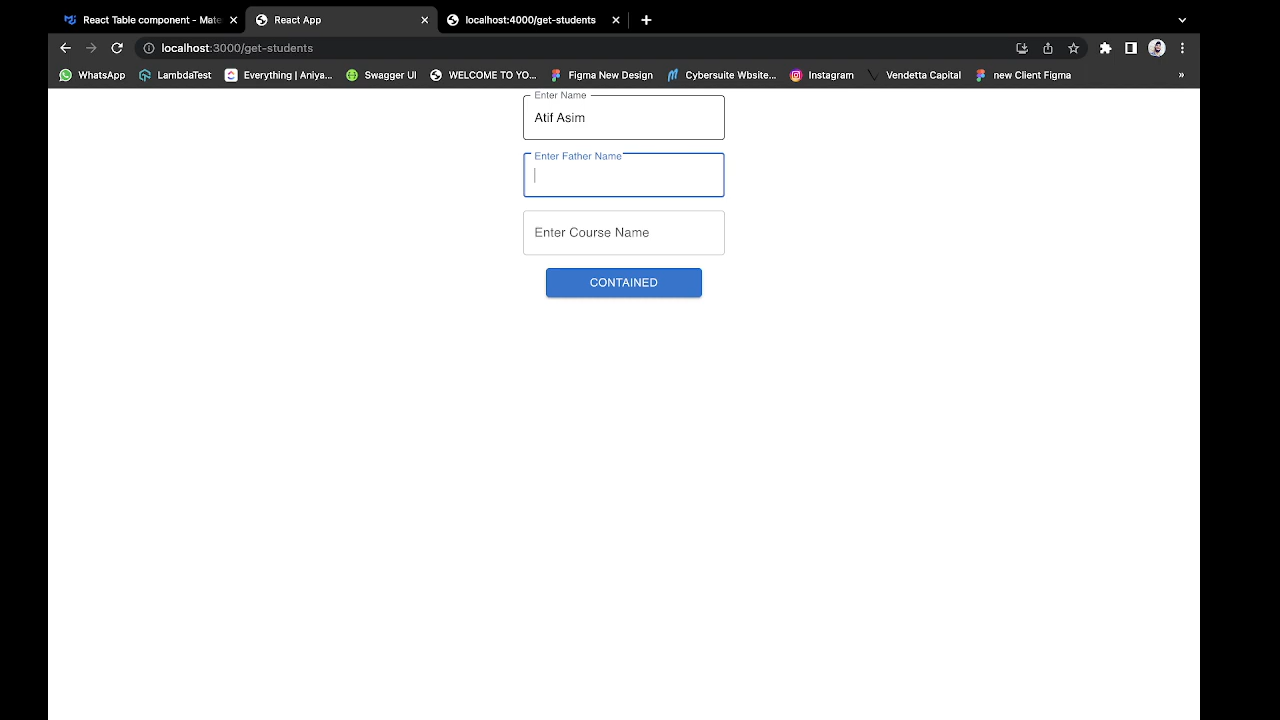 React Table component - Mate
React App
localhost:4000/get-students
localhost:3000/get-students
WhatsApp
LambdaTest
Everything | Aniya...
Swagger UI
WELCOME TO YO...
Figma New Design
Cybersuite Wbsite...
Instagram
Vendetta Capital
new Client Figma
»
Enter Name
Atif Asim
Enter Father Name
Enter Course Name
CONTAINED